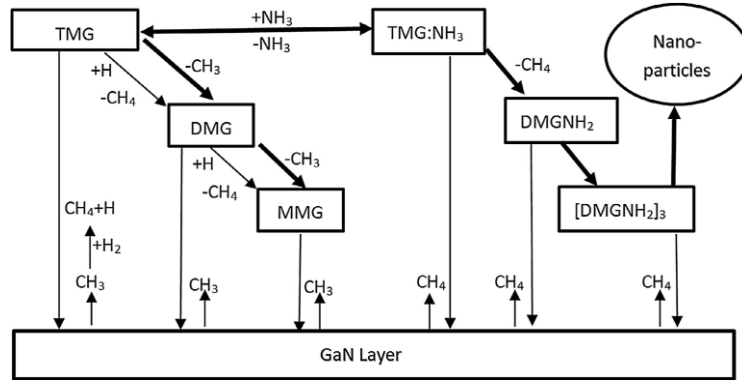 TMG
+NH₃
-NH₃
TMG:NH₃
Nano-
particles
+H
-CH₃
-CH₄
-CH₄
DMG
DMGNH₂
+H
-CH₃
-CH₄
MMG
[DMGNH₂]₃
CH₄+H
+H₂
CH₃
CH₃
CH₃
CH₄
CH₄
CH₄
GaN Layer